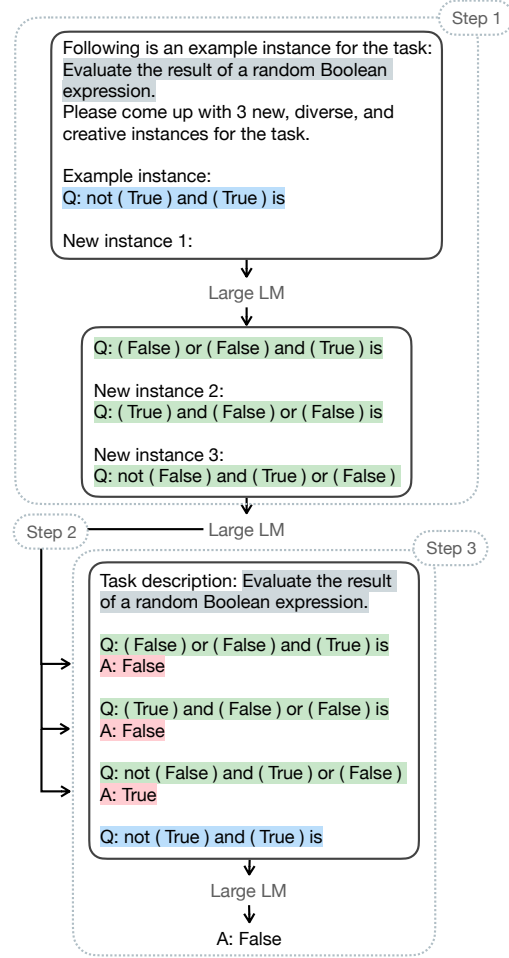 Step 1
Following is an example instance for the task:
Evaluate the result of a random Boolean
expression.
Please come up with 3 new, diverse, and
creative instances for the task.
Example instance:
Q: not ( True ) and ( True ) is
New instance 1:
Large LM
Q: ( False ) or ( False ) and ( True ) is
New instance 2:
Q: ( True ) and ( False ) or ( False ) is
New instance 3:
Q: not ( False ) and ( True ) or ( False )
Step 2
Large LM
Step 3
Task description: Evaluate the result
of a random Boolean expression.
Q: ( False ) or ( False ) and ( True ) is
A: False
Q: ( True ) and ( False ) or ( False ) is
A: False
Q: not ( False ) and ( True ) or ( False )
A: True
Q: not ( True ) and ( True ) is
Large LM
A: False